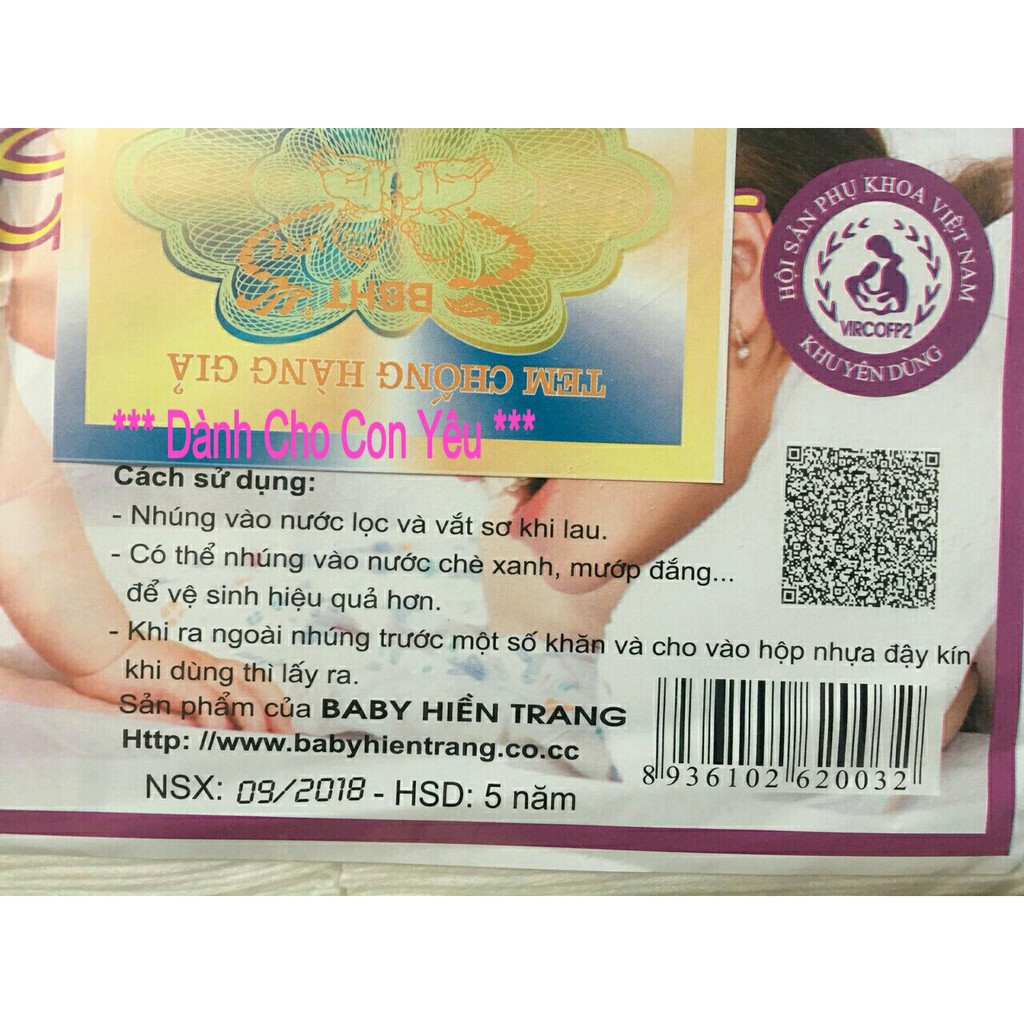 BBHT
TEM CHỐNG HÀNG GIẢ
*** Dành Cho Con Yêu ***
HỘI SẢN PHỤ KHOA VIỆT NAM
VIRCOFP2
KHUYÊN DÙNG
Cách sử dụng:
- Nhúng vào nước lọc và vắt sơ khi lau.
- Có thể nhúng vào nước chè xanh, mướp đắng...
để vệ sinh hiệu quả hơn.
- Khi ra ngoài nhúng trước một số khăn và cho vào hộp nhựa đậy kín,
khi dùng thì lấy ra.
Sản phẩm của BABY HIỀN TRANG
Http: //www.babyhientrang.co.cc
NSX: 09/2018 - HSD: 5 năm
8 936102 620032